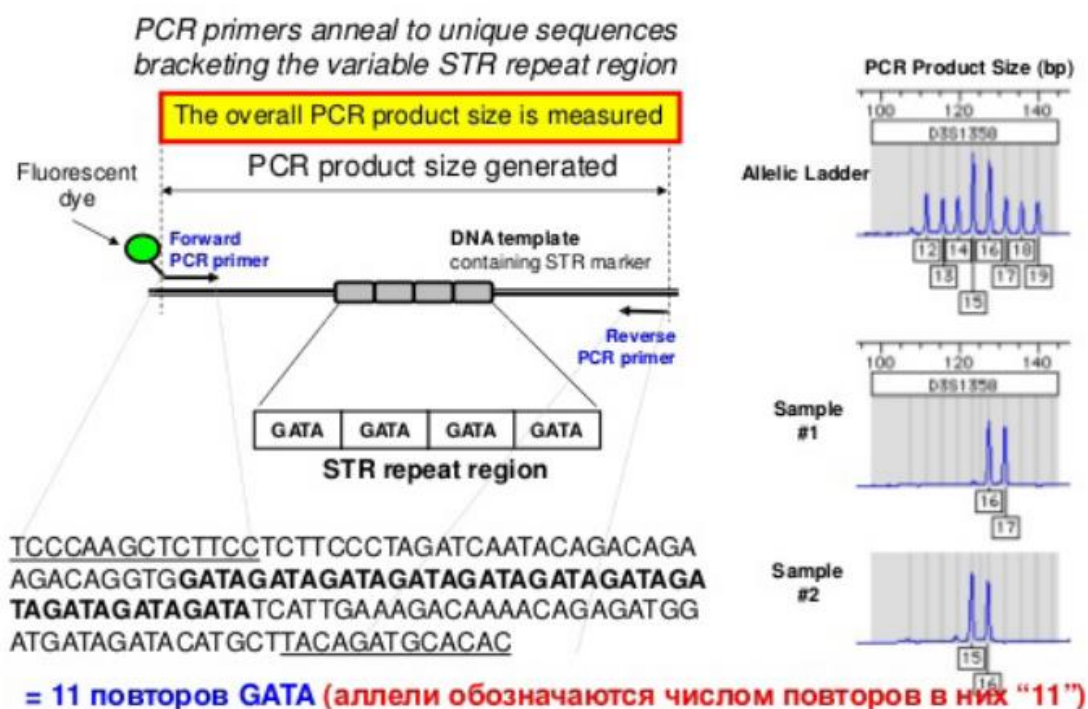 PCR primers anneal to unique sequences
bracketing the variable STR repeat region
The overall PCR product size is measured
PCR product size generated
Fluorescent
dye
Forward
PCR primer
DNA template
containing STR marker
Reverse
PCR primer
GATA GATA GATA GATA
STR repeat region
TCCCAAGCTCTTCCTCTTCCCTAGATCAATACAGACAGA
AGACAGGTGGATAGATAGATAGATAGATAGATAGATAGA
TAGATAGATAGATATCATTGAAAGACAAAACAGAGATGG
ATGATAGATACATGCTTACAGATGCACAC
= 11 повторов GATA (аллели обозначаются числом повторов в них “11”)
PCR Product Size (bp)
100 120 140
D3S1358
Allelic Ladder
12 14 16 18
13 17 19
15
100 120 140
D3S1358
Sample
#1
16
17
Sample
#2
15
16